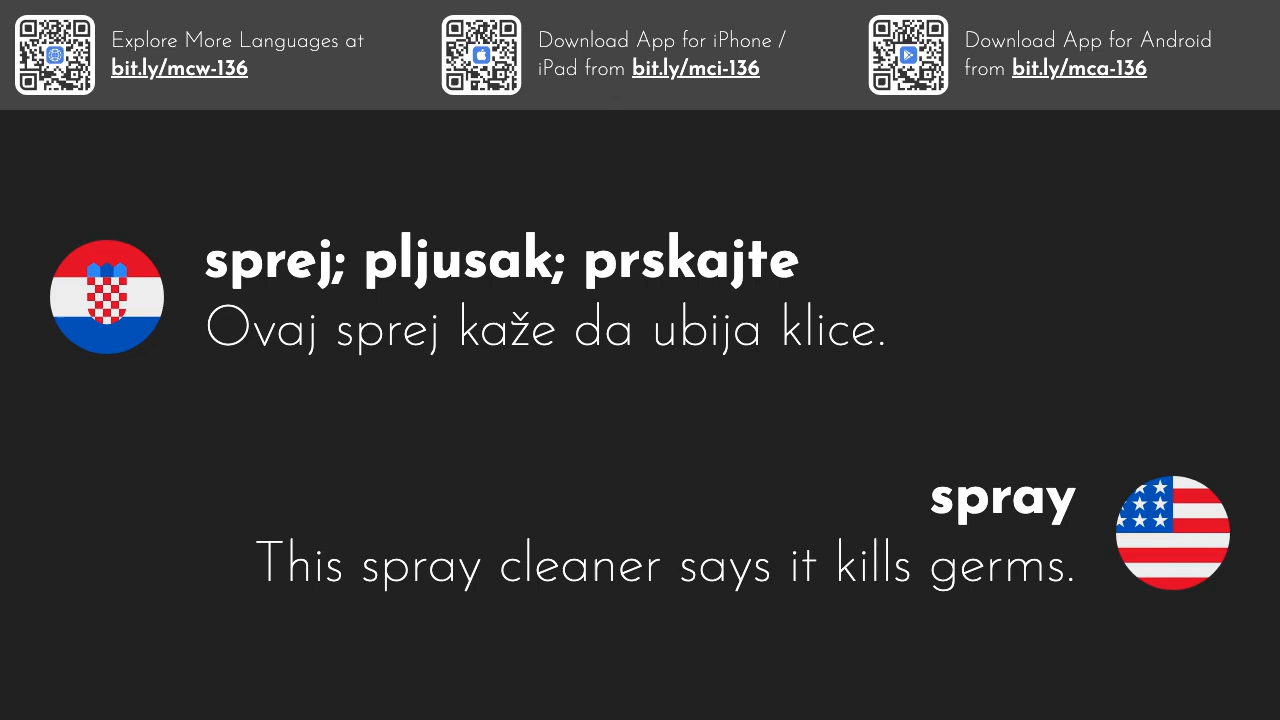 Explore More Languages at
bit.ly/mcw-136
Download App for iPhone /
iPad from bit.ly/mci-136
Download App for Android
from bit.ly/mca-136
sprej; pljusak; prskajte
Ovaj sprej kaže da ubija klice.
spray
This spray cleaner says it kills germs.